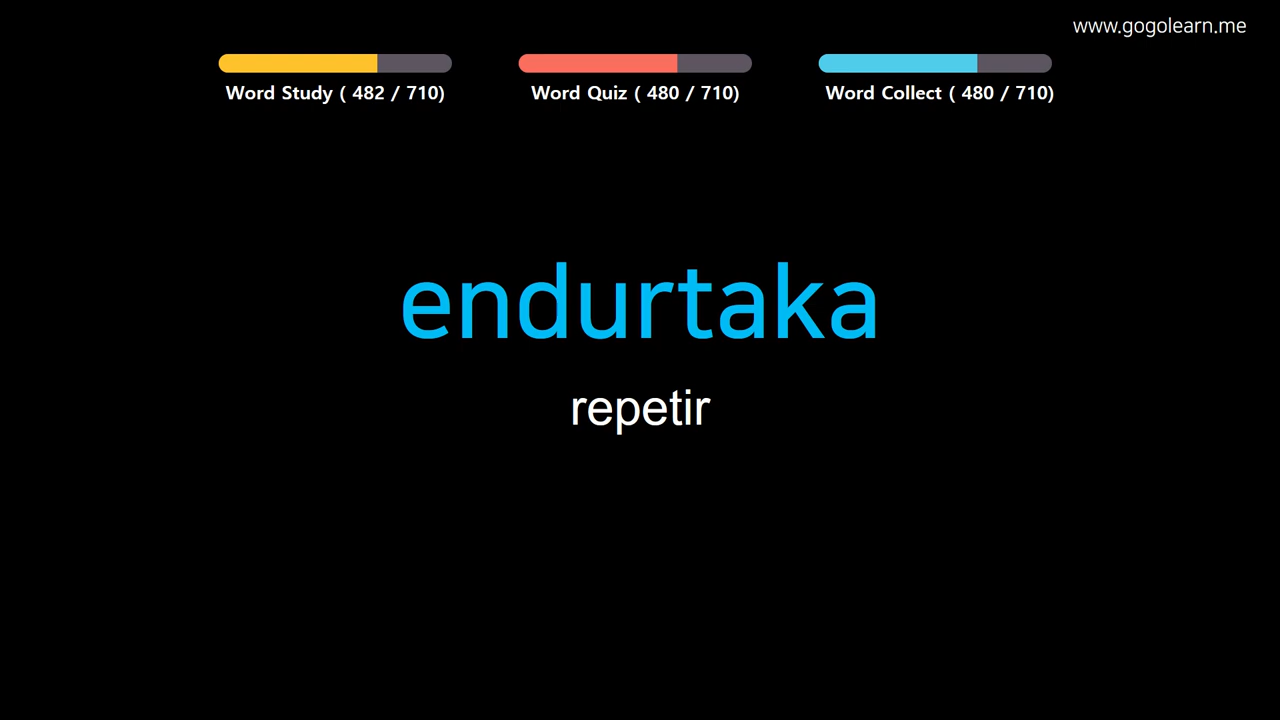 www.gogolearn.me
Word Study ( 482 / 710)
Word Quiz ( 480 / 710)
Word Collect ( 480 / 710)
endurtaka
repetir